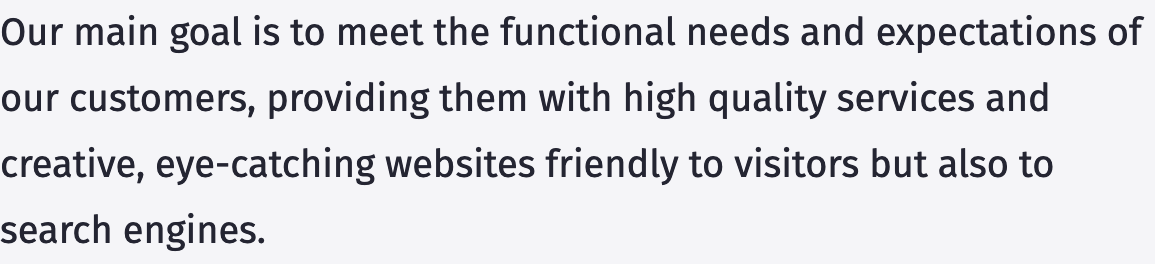 Our main goal is to meet the functional needs and expectations of
our customers, providing them with high quality services and
creative, eye-catching websites friendly to visitors but also to
search engines.